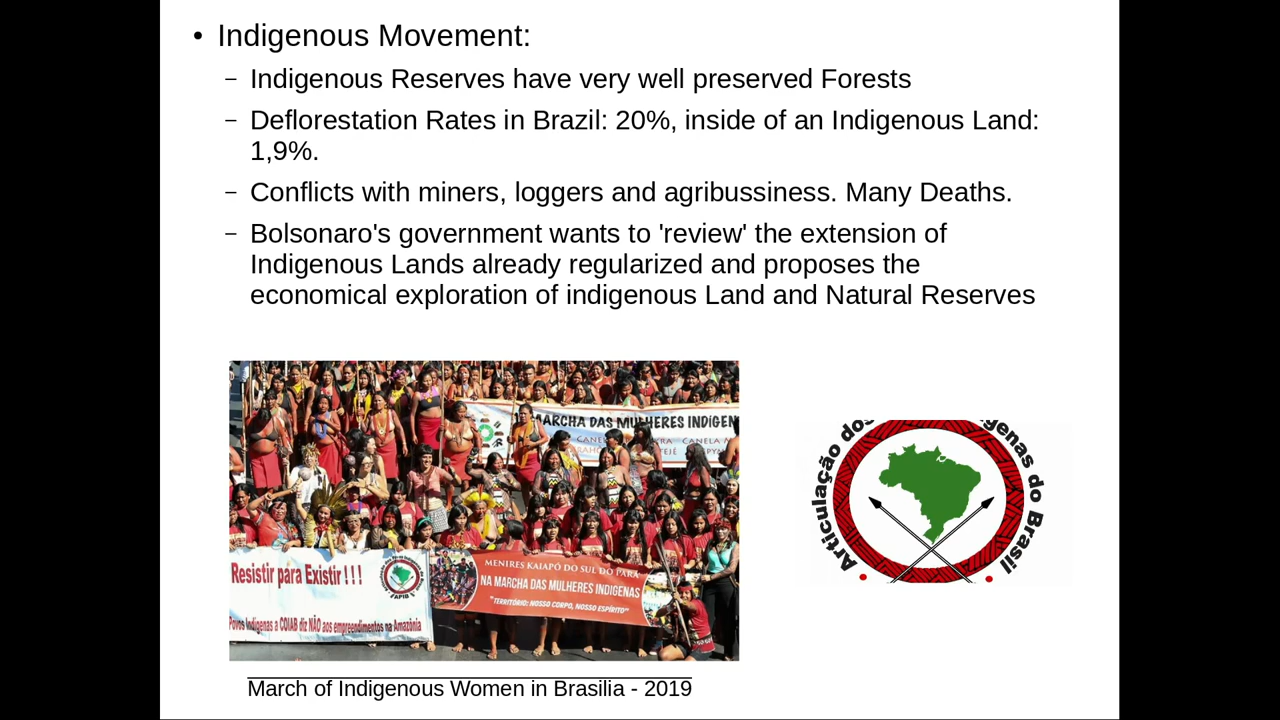 • Indigenous Movement:
– Indigenous Reserves have very well preserved Forests
– Deflorestation Rates in Brazil: 20%, inside of an Indigenous Land:
1,9%.
– Conflicts with miners, loggers and agribussiness. Many Deaths.
– Bolsonaro's government wants to 'review' the extension of
Indigenous Lands already regularized and proposes the
economical exploration of indigenous Land and Natural Reserves
MARCHA DAS MULHERES INDÍGEN
CANELA M
Resistir para Existir ! ! !
Povos Indígenas a COIAB diz NÃO aos empreendimentos na Amazônia
MENIRES KAIAPÓ DO SUL DO PARÁ
NA MARCHA DAS MULHERES INDIGENAS
"TERRITÓRIO: NOSSO CORPO, NOSSO ESPÍRITO"
Articulação dos
genas do Brasil
March of Indigenous Women in Brasilia - 2019